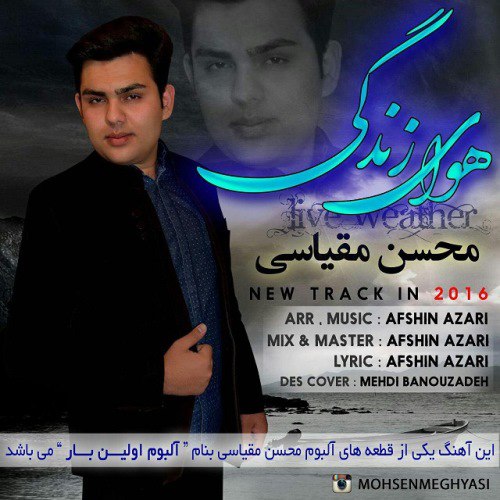 هوای زندگی
live weather
محسن مقیاسی
NEW TRACK IN 2016
ARR , MUSIC : AFSHIN AZARI
MIX & MASTER : AFSHIN AZARI
LYRIC : AFSHIN AZARI
DES COVER : MEHDI BANOUZADEH
این آهنگ یکی از قطعه های آلبوم محسن مقیاسی بنام " آلبوم اولین بار " می باشد
MOHSENMEGHYASI